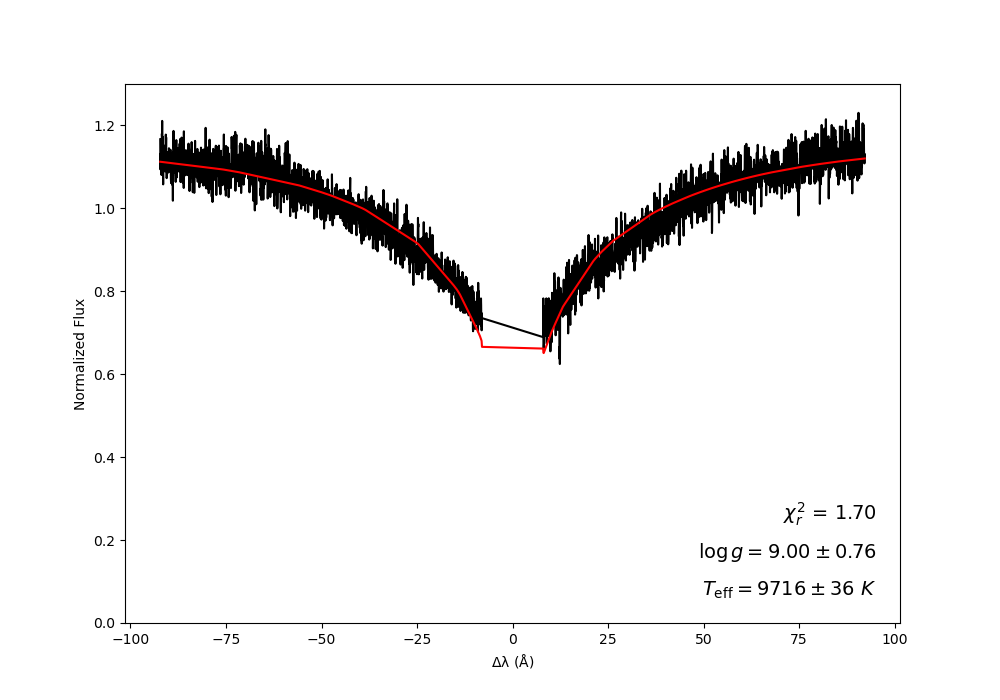 1.2
1.0
0.8
0.6
0.4
0.2
0.0
Normalized Flux
χ²ᵣ = 1.70
log g = 9.00 ± 0.76
T_eff = 9716 ± 36 K
−100 −75 −50 −25 0 25 50 75 100
Δλ (Å)